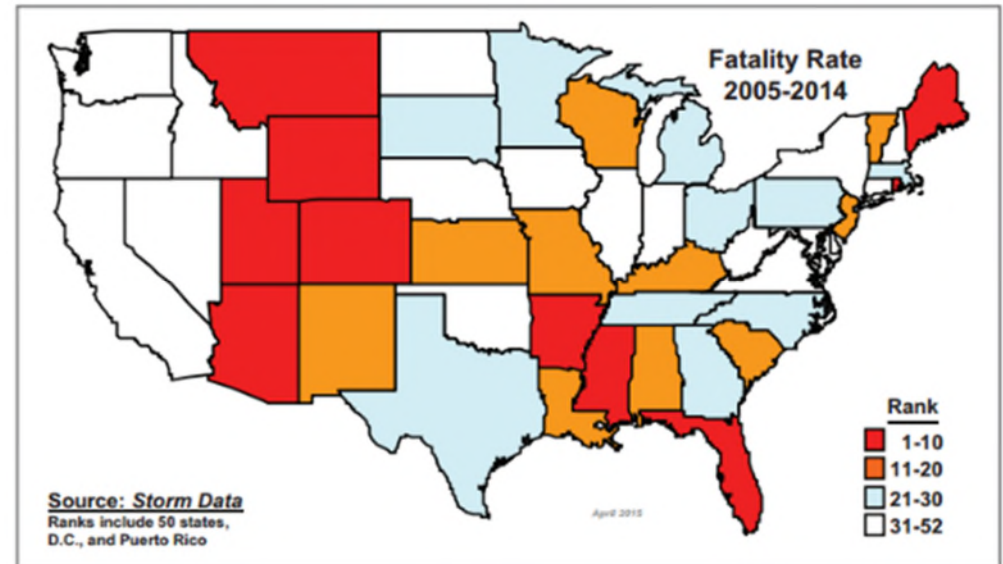 Fatality Rate
2005-2014
Rank
1-10
11-20
21-30
31-52
Source: Storm Data
Ranks include 50 states,
D.C., and Puerto Rico
April 2015